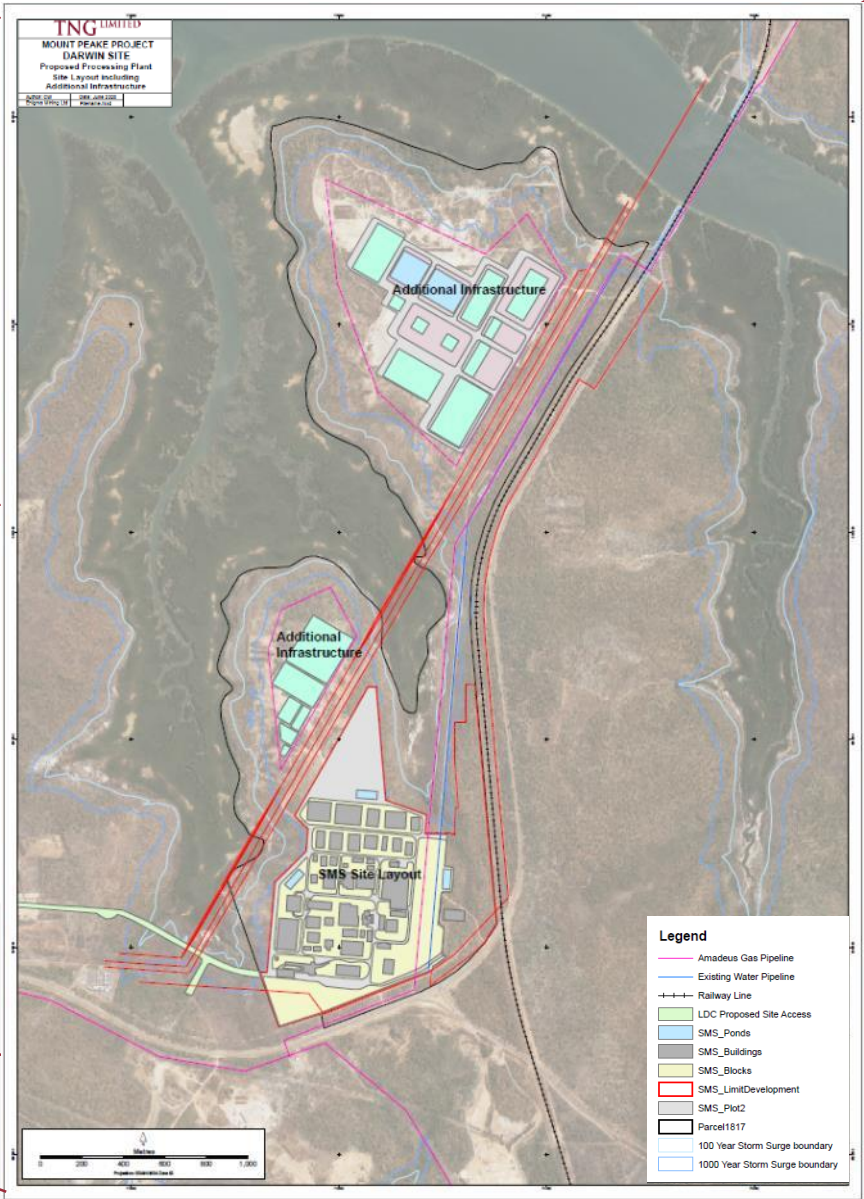 TNG LIMITED
MOUNT PEAKE PROJECT
DARWIN SITE
Proposed Processing Plant
Site Layout including
Additional Infrastructure
Additional Infrastructure
Additional
Infrastructure
SMS Site Layout
Legend
Amadeus Gas Pipeline
Existing Water Pipeline
Railway Line
LDC Proposed Site Access
SMS_Ponds
SMS_Buildings
SMS_Blocks
SMS_LimitDevelopment
SMS_Plot2
Parcel1817
100 Year Storm Surge boundary
1000 Year Storm Surge boundary
Metres
0 200 400 600 800 1,000